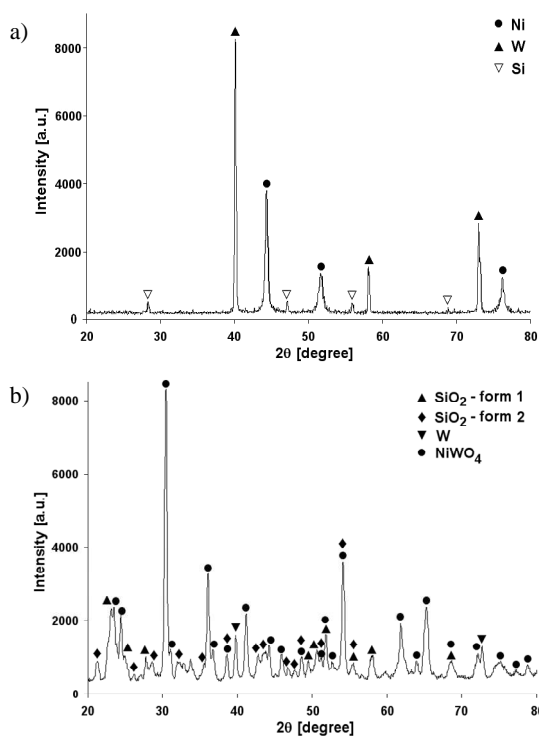 a)
Ni
W
Si
8000
6000
4000
2000
0
Intensity [a.u.]
20 30 40 50 60 70 80
2θ [degree]
b)
SiO2 - form 1
SiO2 - form 2
W
NiWO4
8000
6000
4000
2000
0
Intensity [a.u.]
20 30 40 50 60 70 80
2θ [degree]